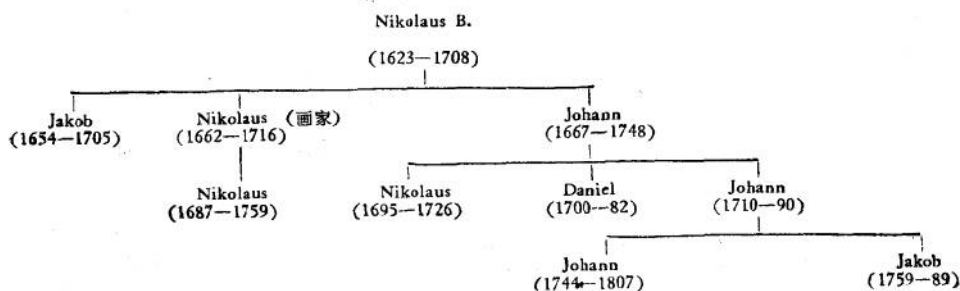 Nikolaus B.
(1623—1708)
Jakob Nikolaus (画家) Johann
(1654—1705) (1662—1716) (1667—1748)
Nikolaus Nikolaus Daniel Johann
(1687—1759) (1695—1726) (1700—82) (1710—90)
Johann Jakob
(1744—1807) (1759—89)